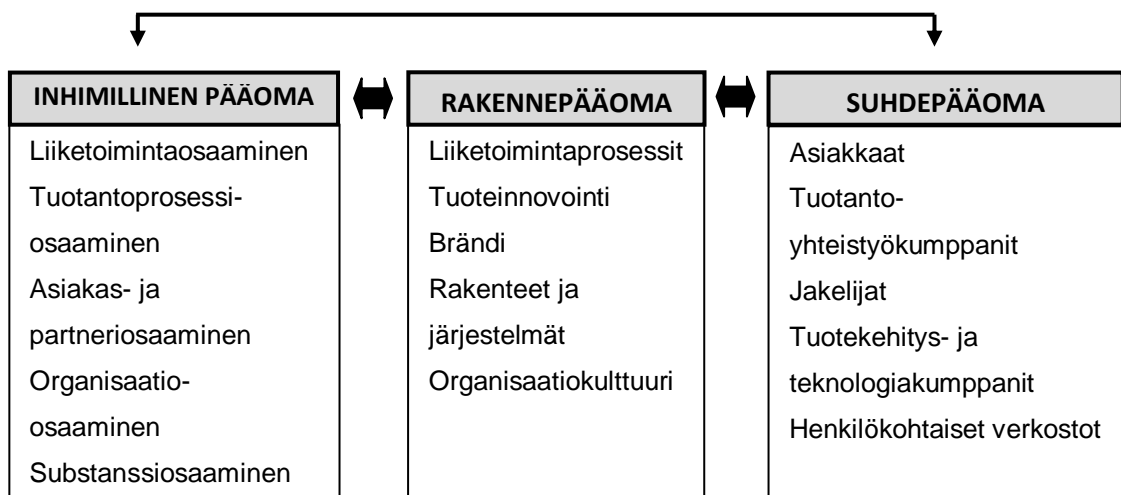 INHIMILLINEN PÄÄOMA
Liiketoimintaosaaminen
Tuotantoprosessi-
osaaminen
Asiakas- ja
partneriosaaminen
Organisaatio-
osaaminen
Substanssiosaaminen
RAKENNEPÄÄOMA
Liiketoimintaprosessit
Tuoteinnovointi
Brändi
Rakenteet ja
järjestelmät
Organisaatiokulttuuri
SUHDEPÄÄOMA
Asiakkaat
Tuotanto-
yhteistyökumppanit
Jakelijat
Tuotekehitys- ja
teknologiakumppanit
Henkilökohtaiset verkostot